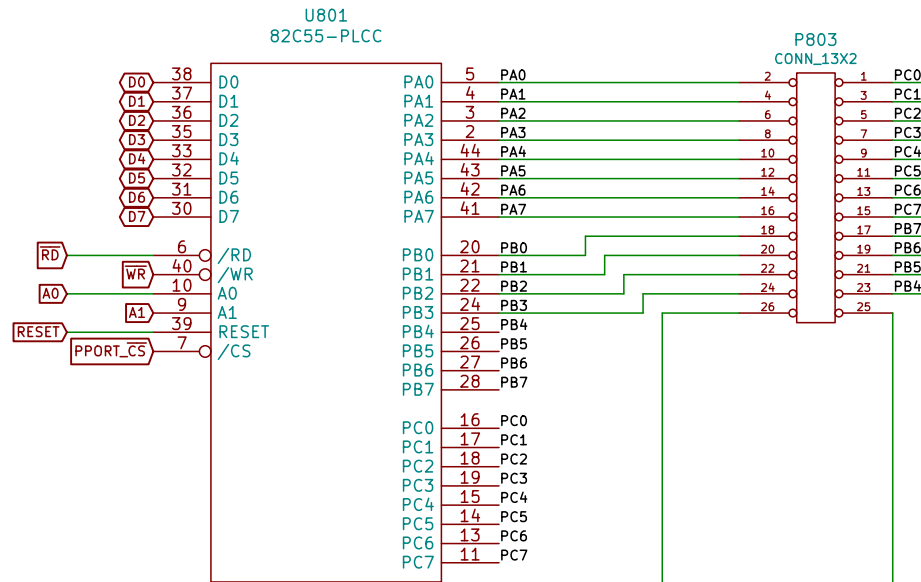 U801
82C55-PLCC
P803
CONN_13X2
D0 38 D0 PA0 5 PA0 2 1 PC0
D1 37 D1 PA1 4 PA1 4 3 PC1
D2 36 D2 PA2 3 PA2 6 5 PC2
D3 35 D3 PA3 2 PA3 8 7 PC3
D4 33 D4 PA4 44 PA4 10 9 PC4
D5 32 D5 PA5 43 PA5 12 11 PC5
D6 31 D6 PA6 42 PA6 14 13 PC6
D7 30 D7 PA7 41 PA7 16 15 PC7
18 17 PB7
RD 6 /RD PB0 20 PB0 20 19 PB6
WR 40 /WR PB1 21 PB1 22 21 PB5
A0 10 A0 PB2 22 PB2 24 23 PB4
A1 9 A1 PB3 24 PB3 26 25
RESET 39 RESET PB4 25 PB4
PPORT_CS 7 /CS PB5 26 PB5
PB6 27 PB6
PB7 28 PB7
PC0 16 PC0
PC1 17 PC1
PC2 18 PC2
PC3 19 PC3
PC4 15 PC4
PC5 14 PC5
PC6 13 PC6
PC7 11 PC7